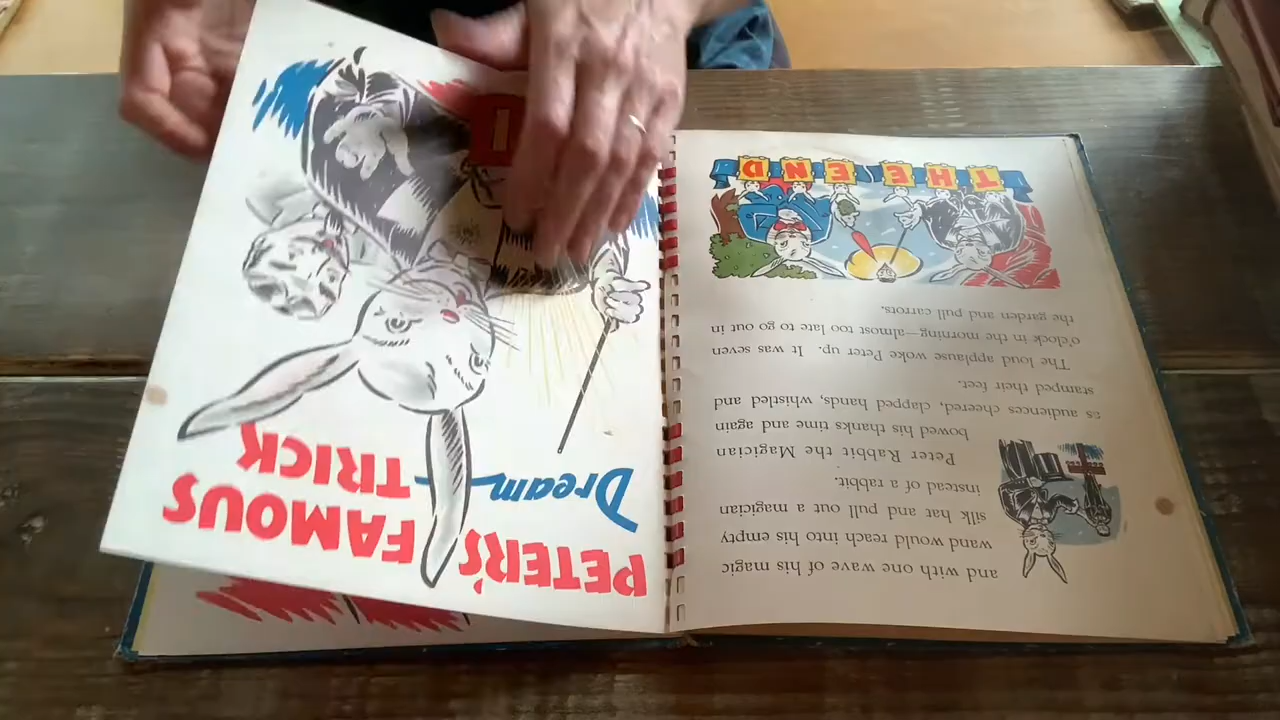 and with one wave of his magic
wand would reach into his empty
silk hat and pull out a magician
instead of a rabbit.
Peter Rabbit the Magician
bowed his thanks time and again
as audiences cheered, clapped hands, whistled and
stamped their feet.
The loud applause woke Peter up. It was seven
o'clock in the morning—almost too late to go out in
the garden and pull carrots.
THE END
PETER'S FAMOUS
Dream TRICK